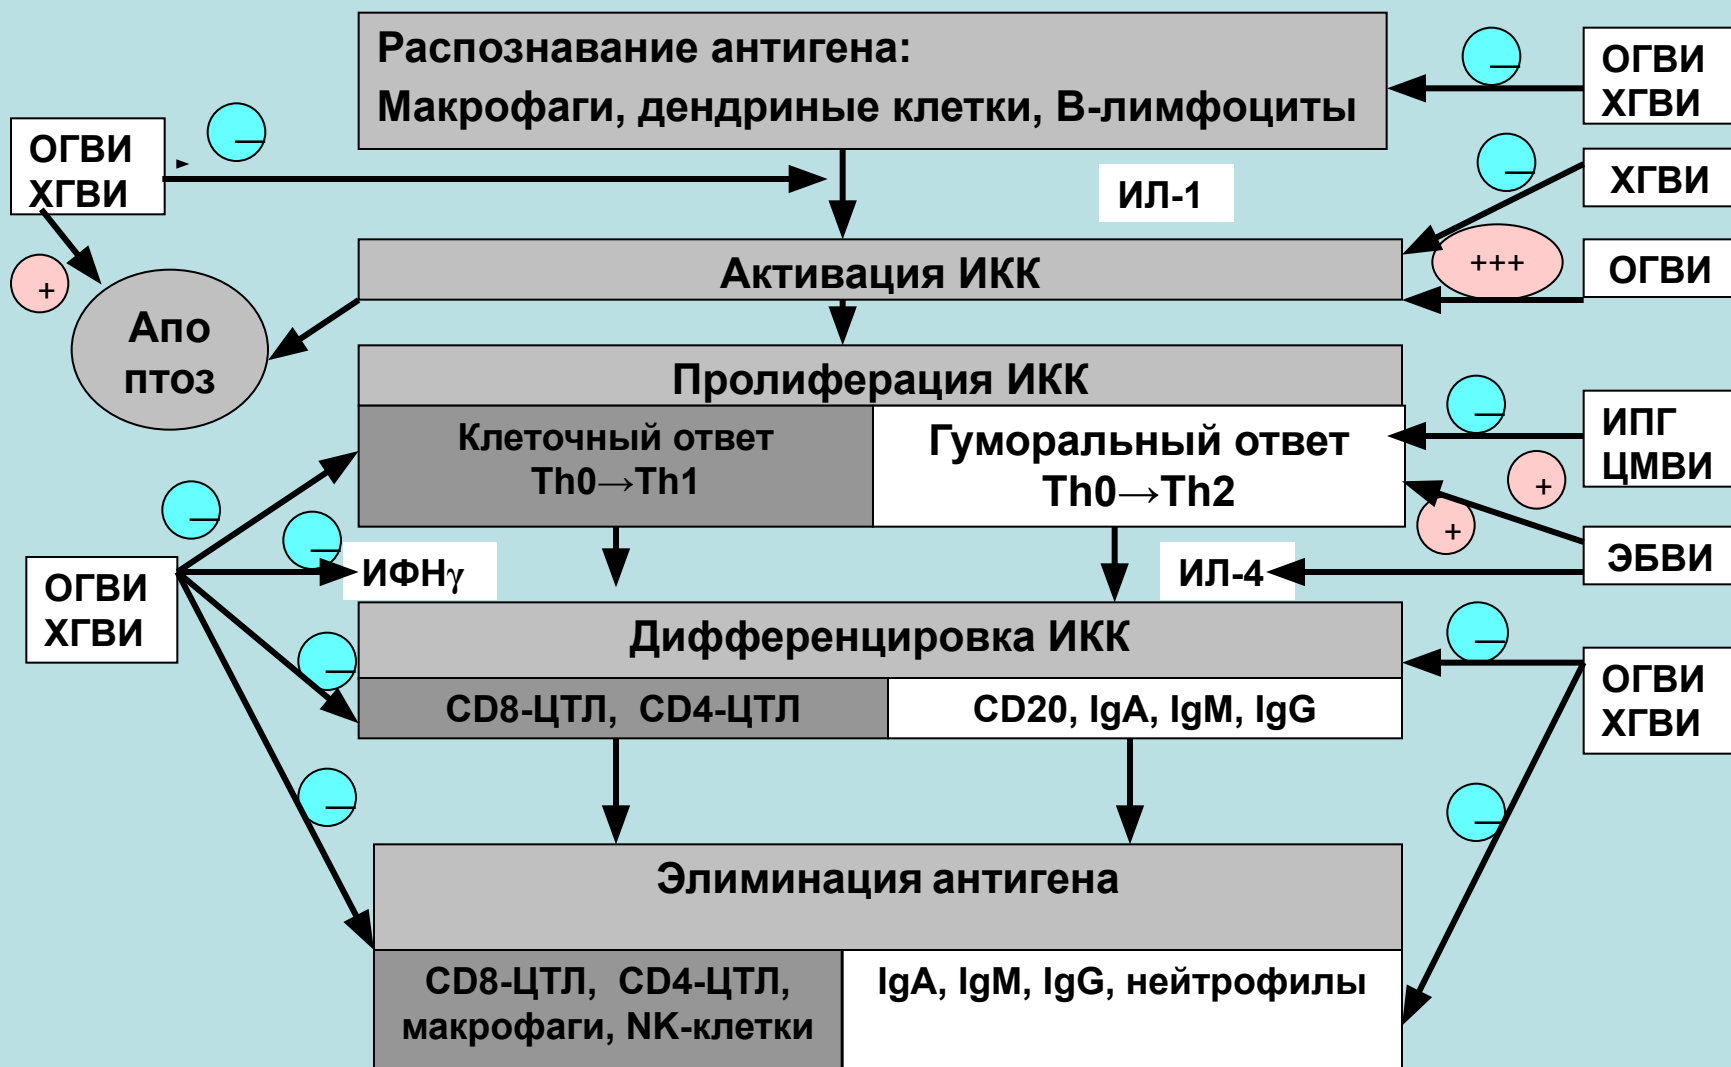 Распознавание антигена:
Макрофаги, дендриные клетки, В-лимфоциты
—
ОГВИ
ХГВИ
ОГВИ
ХГВИ
—
ИЛ-1
—
ХГВИ
+
Апо
птоз
Активация ИКК
+++
ОГВИ
Пролиферация ИКК
Клеточный ответ
Th0→Th1
Гуморальный ответ
Th0→Th2
—
ИПГ
ЦМВИ
+
+
ЭБВИ
—
—
ИФНγ
ИЛ-4
ОГВИ
ХГВИ
—
Дифференцировка ИКК
CD8-ЦТЛ, CD4-ЦТЛ
CD20, IgA, IgM, IgG
—
ОГВИ
ХГВИ
—
—
Элиминация антигена
CD8-ЦТЛ, CD4-ЦТЛ,
макрофаги, NK-клетки
IgA, IgM, IgG, нейтрофилы